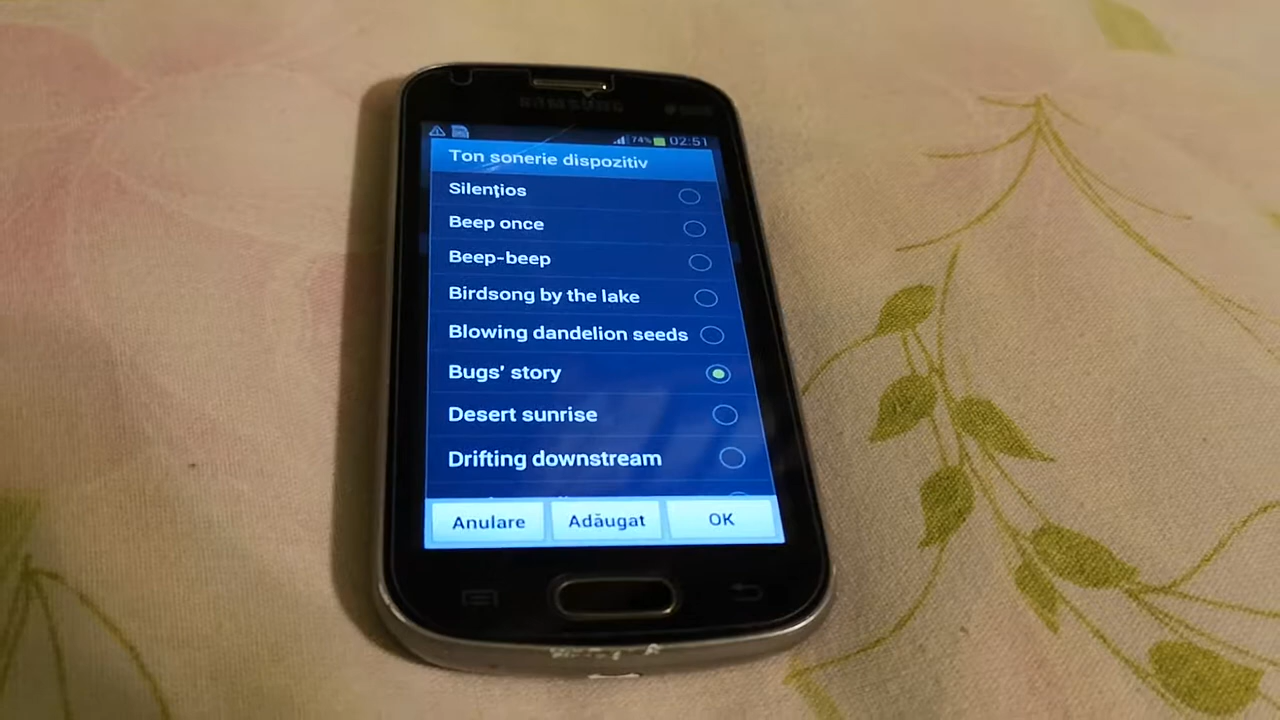 SAMSUNG
74% 02:51
Ton sonerie dispozitiv
Silenţios
Beep once
Beep-beep
Birdsong by the lake
Blowing dandelion seeds
Bugs' story
Desert sunrise
Drifting downstream
Anulare Adăugat OK